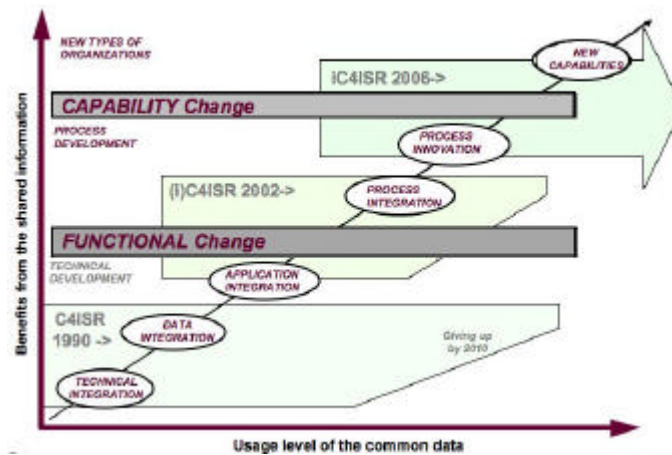 NEW TYPES OF
ORGANIZATIONS
NEW
CAPABILITIES
iC4ISR 2006->
CAPABILITY Change
PROCESS
DEVELOPMENT
PROCESS
INNOVATION
(i)C4ISR 2002->
PROCESS
INTEGRATION
FUNCTIONAL Change
TECHNICAL
DEVELOPMENT
APPLICATION
INTEGRATION
C4ISR
1990 ->
DATA
INTEGRATION
Giving up
by 2010
TECHNICAL
INTEGRATION
Benefits from the shared information
Usage level of the common data